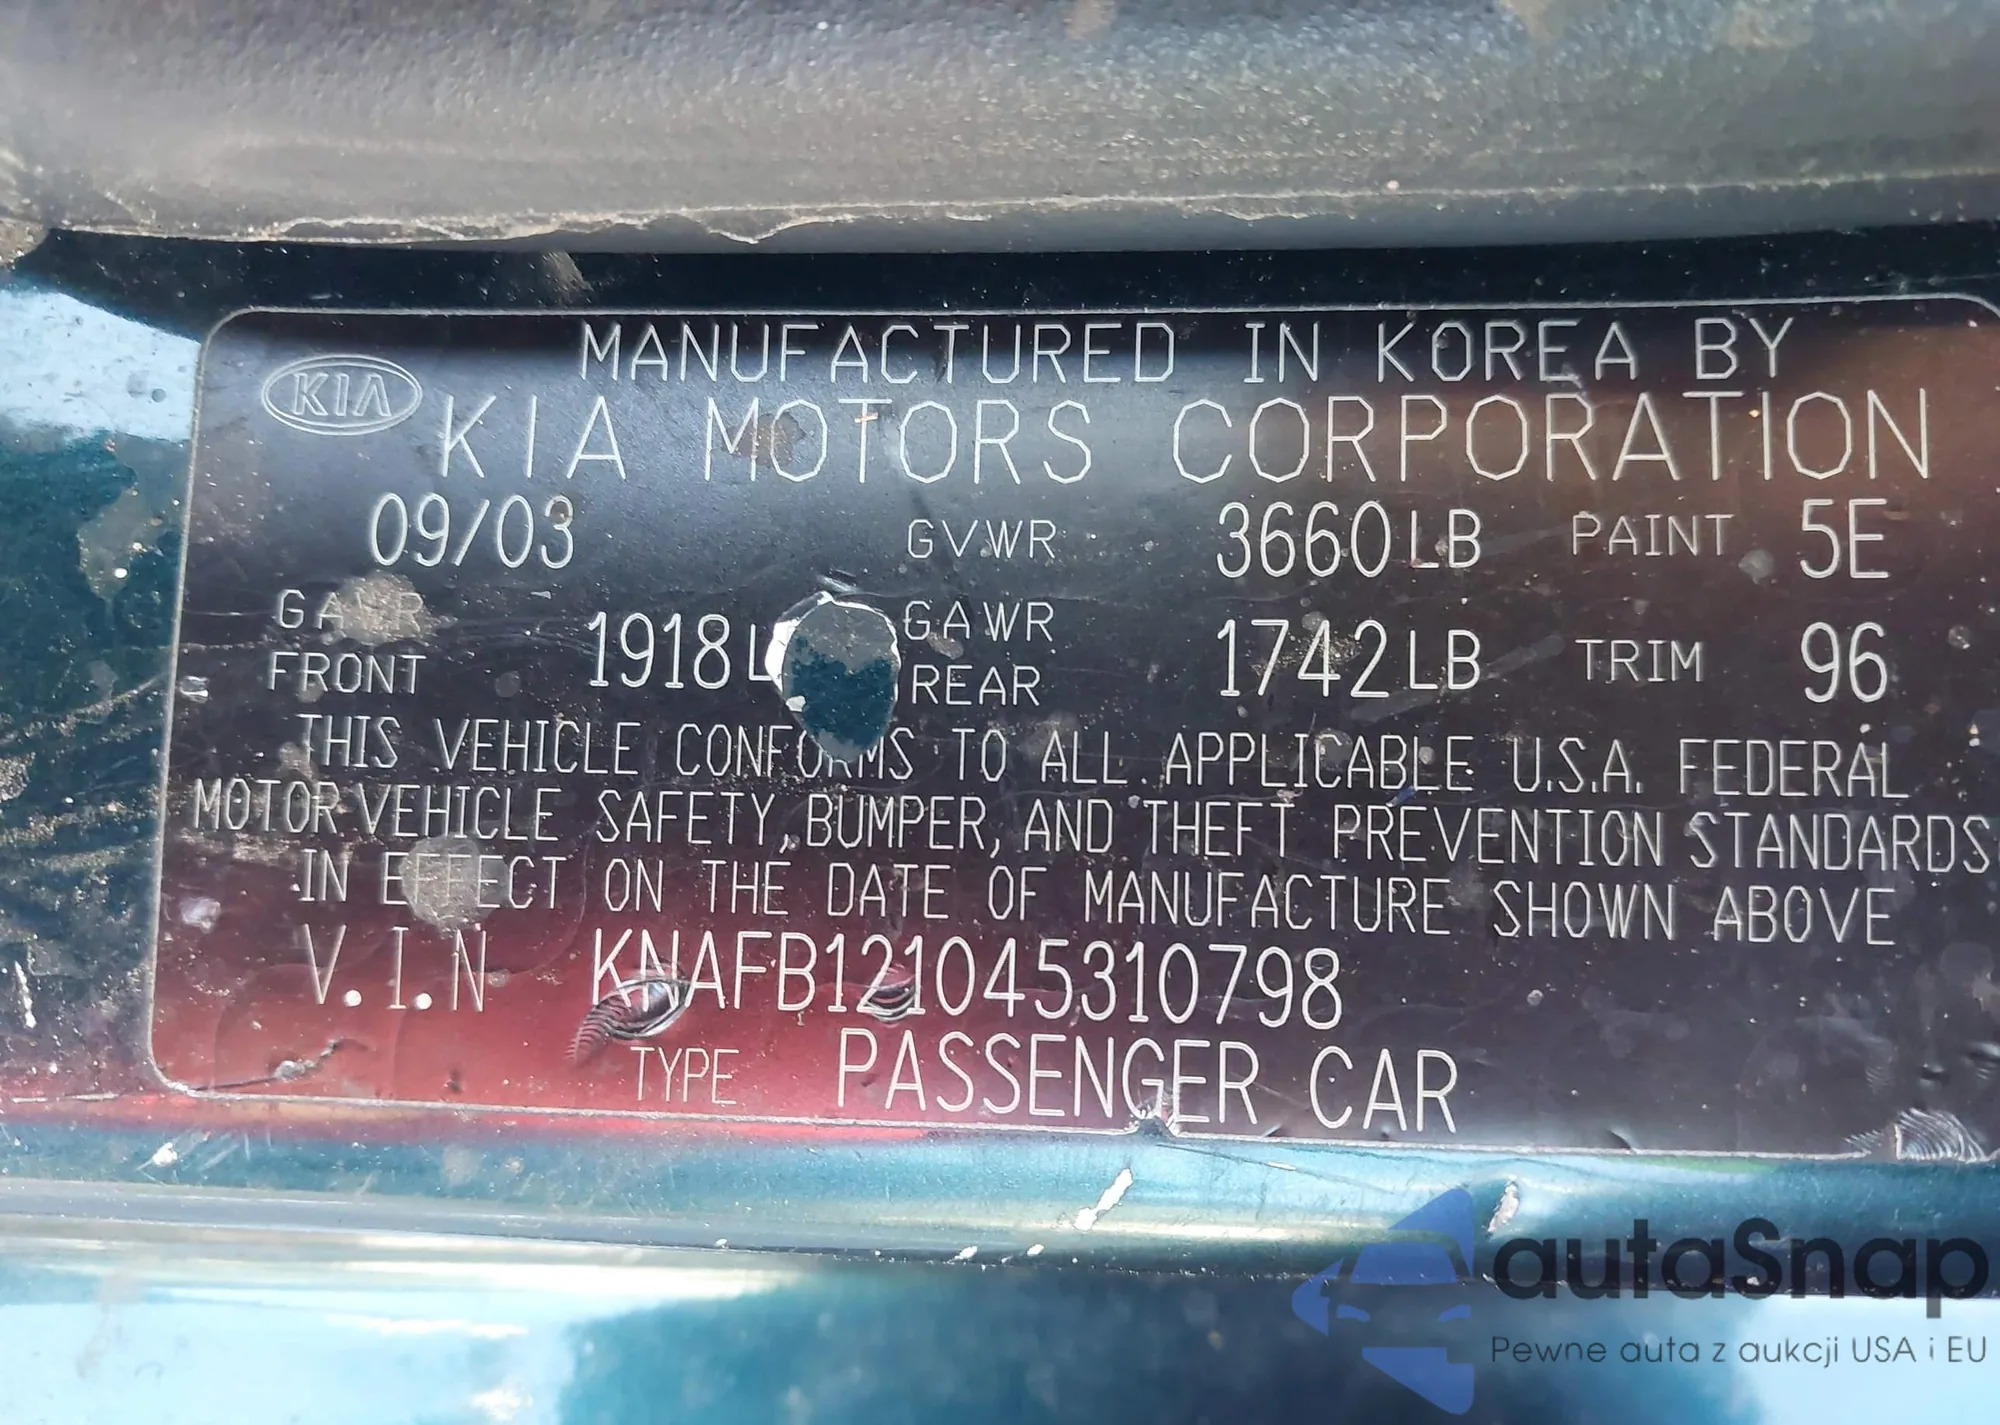 MANUFACTURED IN KOREA BY
KIA KIA MOTORS CORPORATION
09/03 GVWR 3660LB PAINT 5E
GAWR FRONT 1918L GAWR REAR 1742LB TRIM 96
THIS VEHICLE CONFORMS TO ALL APPLICABLE U.S.A. FEDERAL
MOTOR VEHICLE SAFETY, BUMPER, AND THEFT PREVENTION STANDARDS
IN EFFECT ON THE DATE OF MANUFACTURE SHOWN ABOVE
V.I.N KNAFB121045310798
TYPE PASSENGER CAR
autaSnap
Pewne auta z aukcji USA i EU